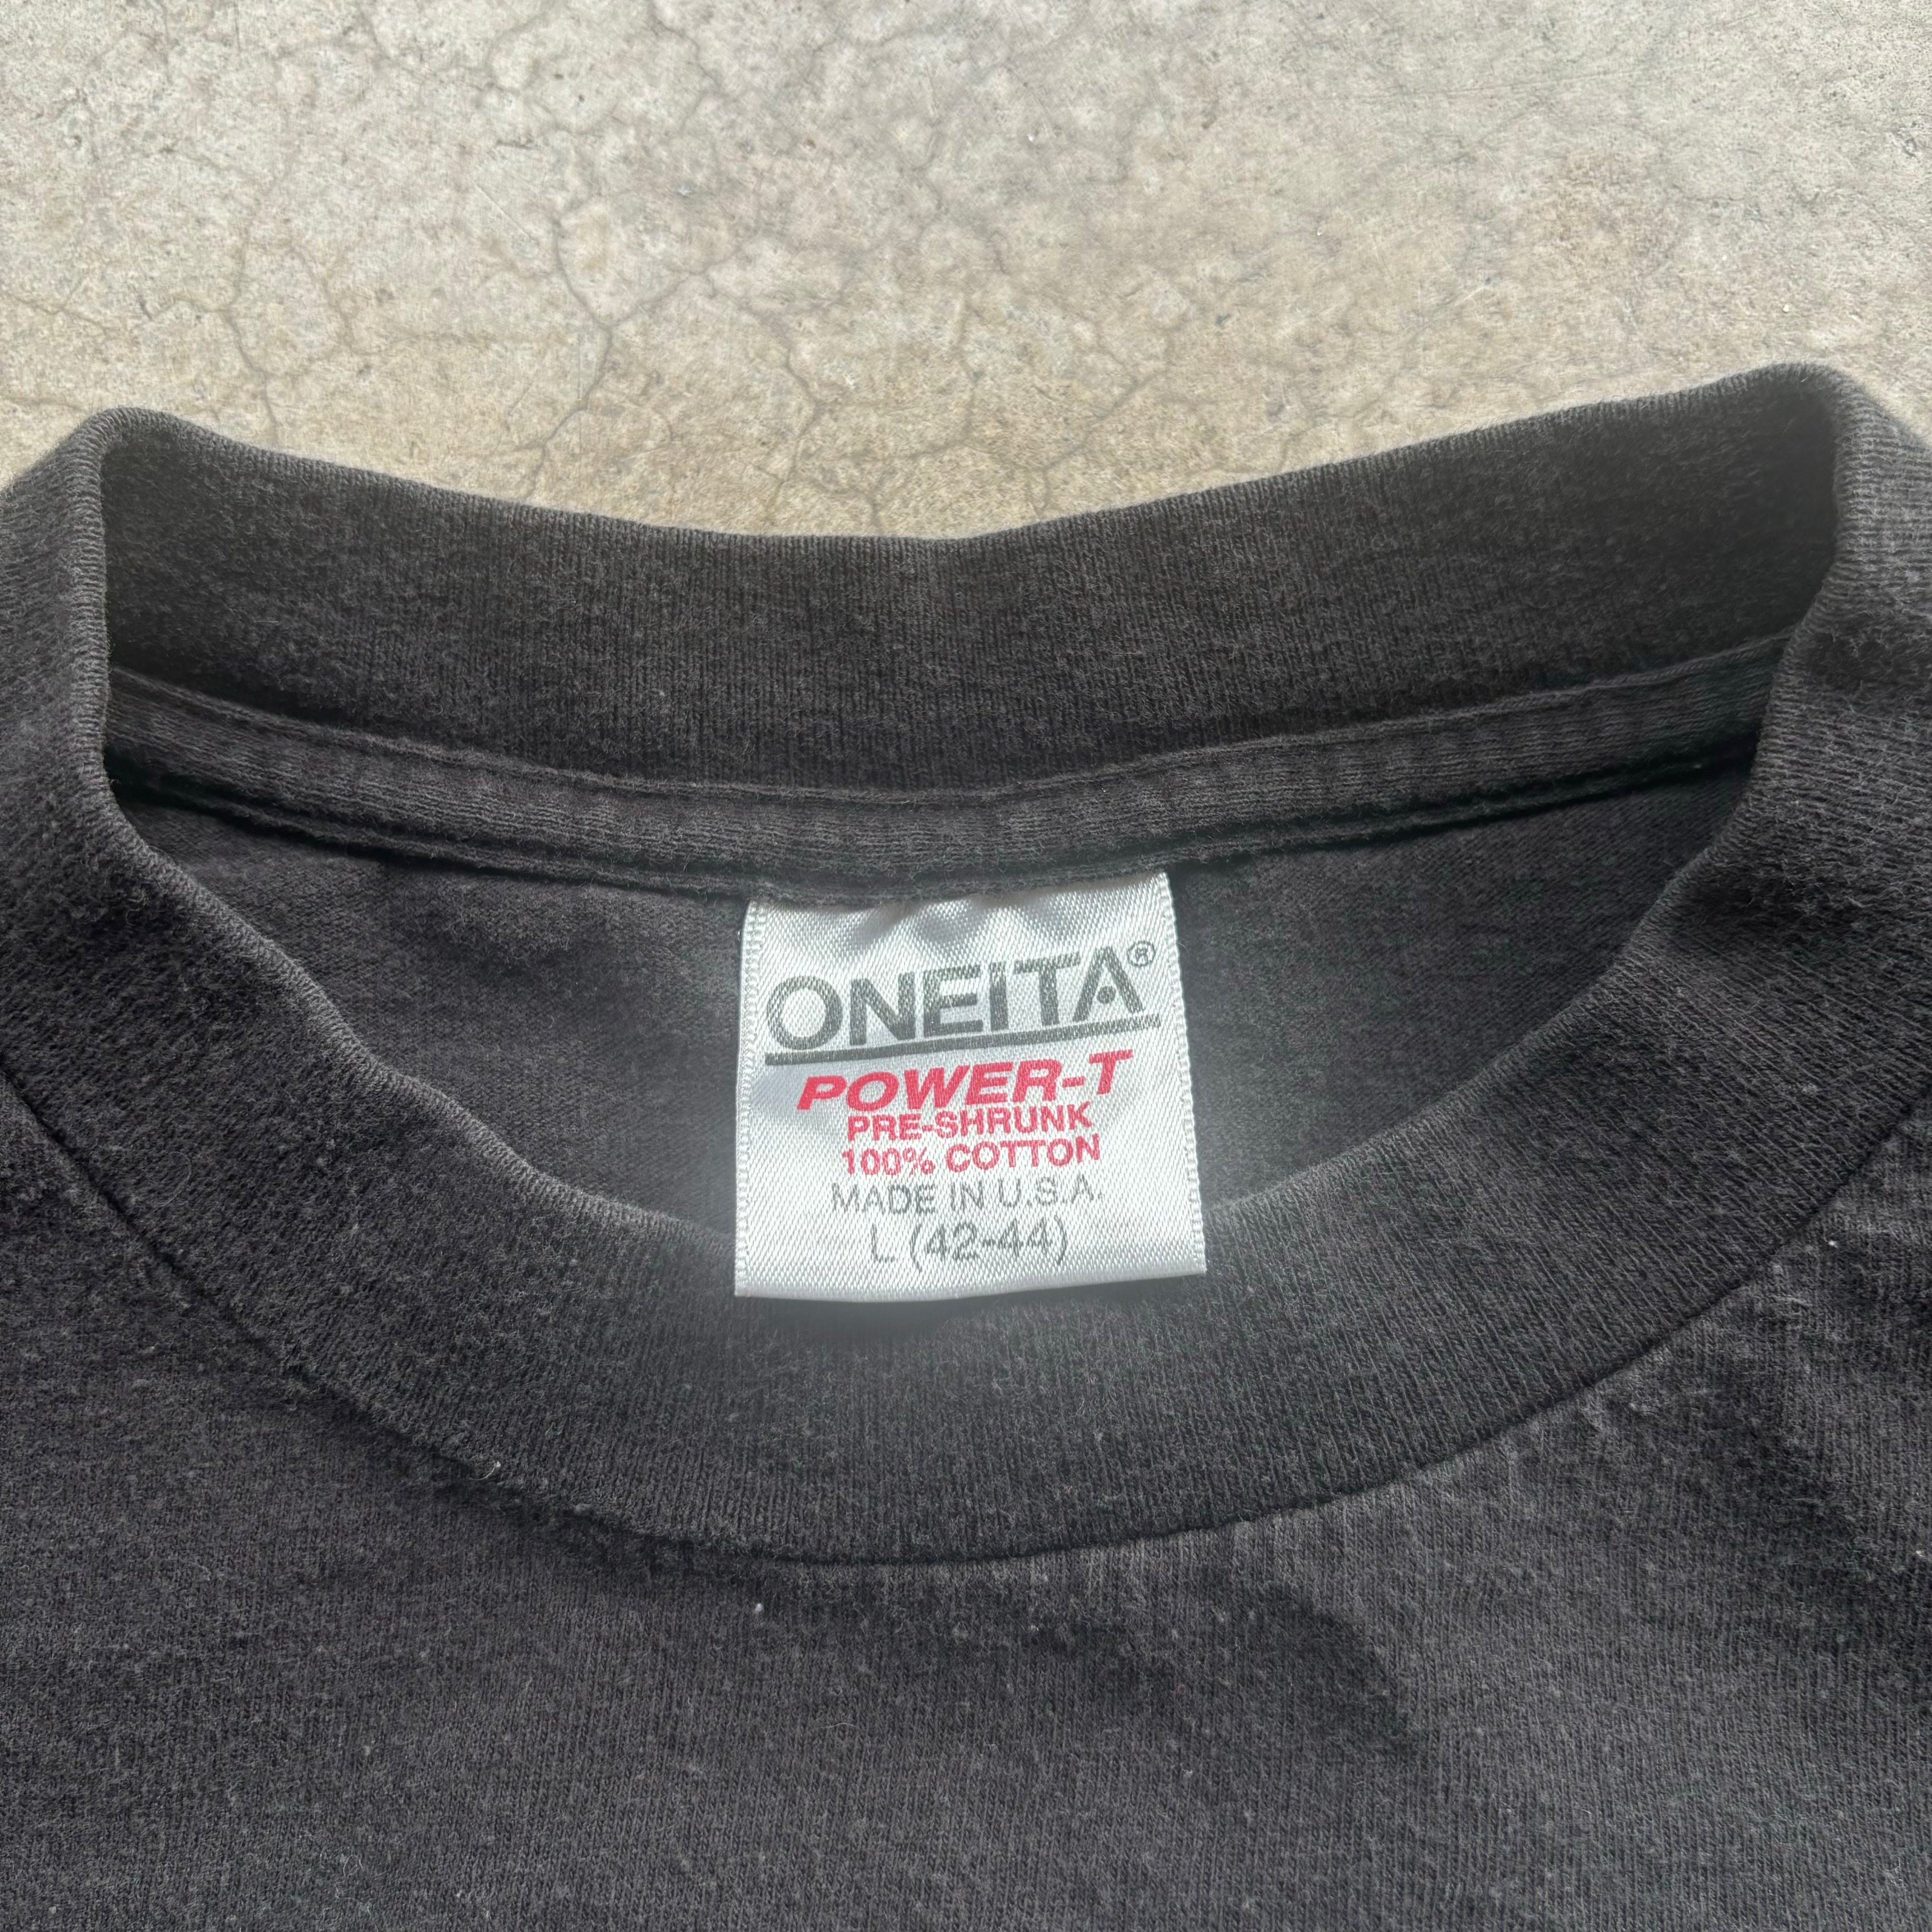 ONEITA®
POWER-T
PRE-SHRUNK
100% COTTON
MADE IN U.S.A.
L (42-44)